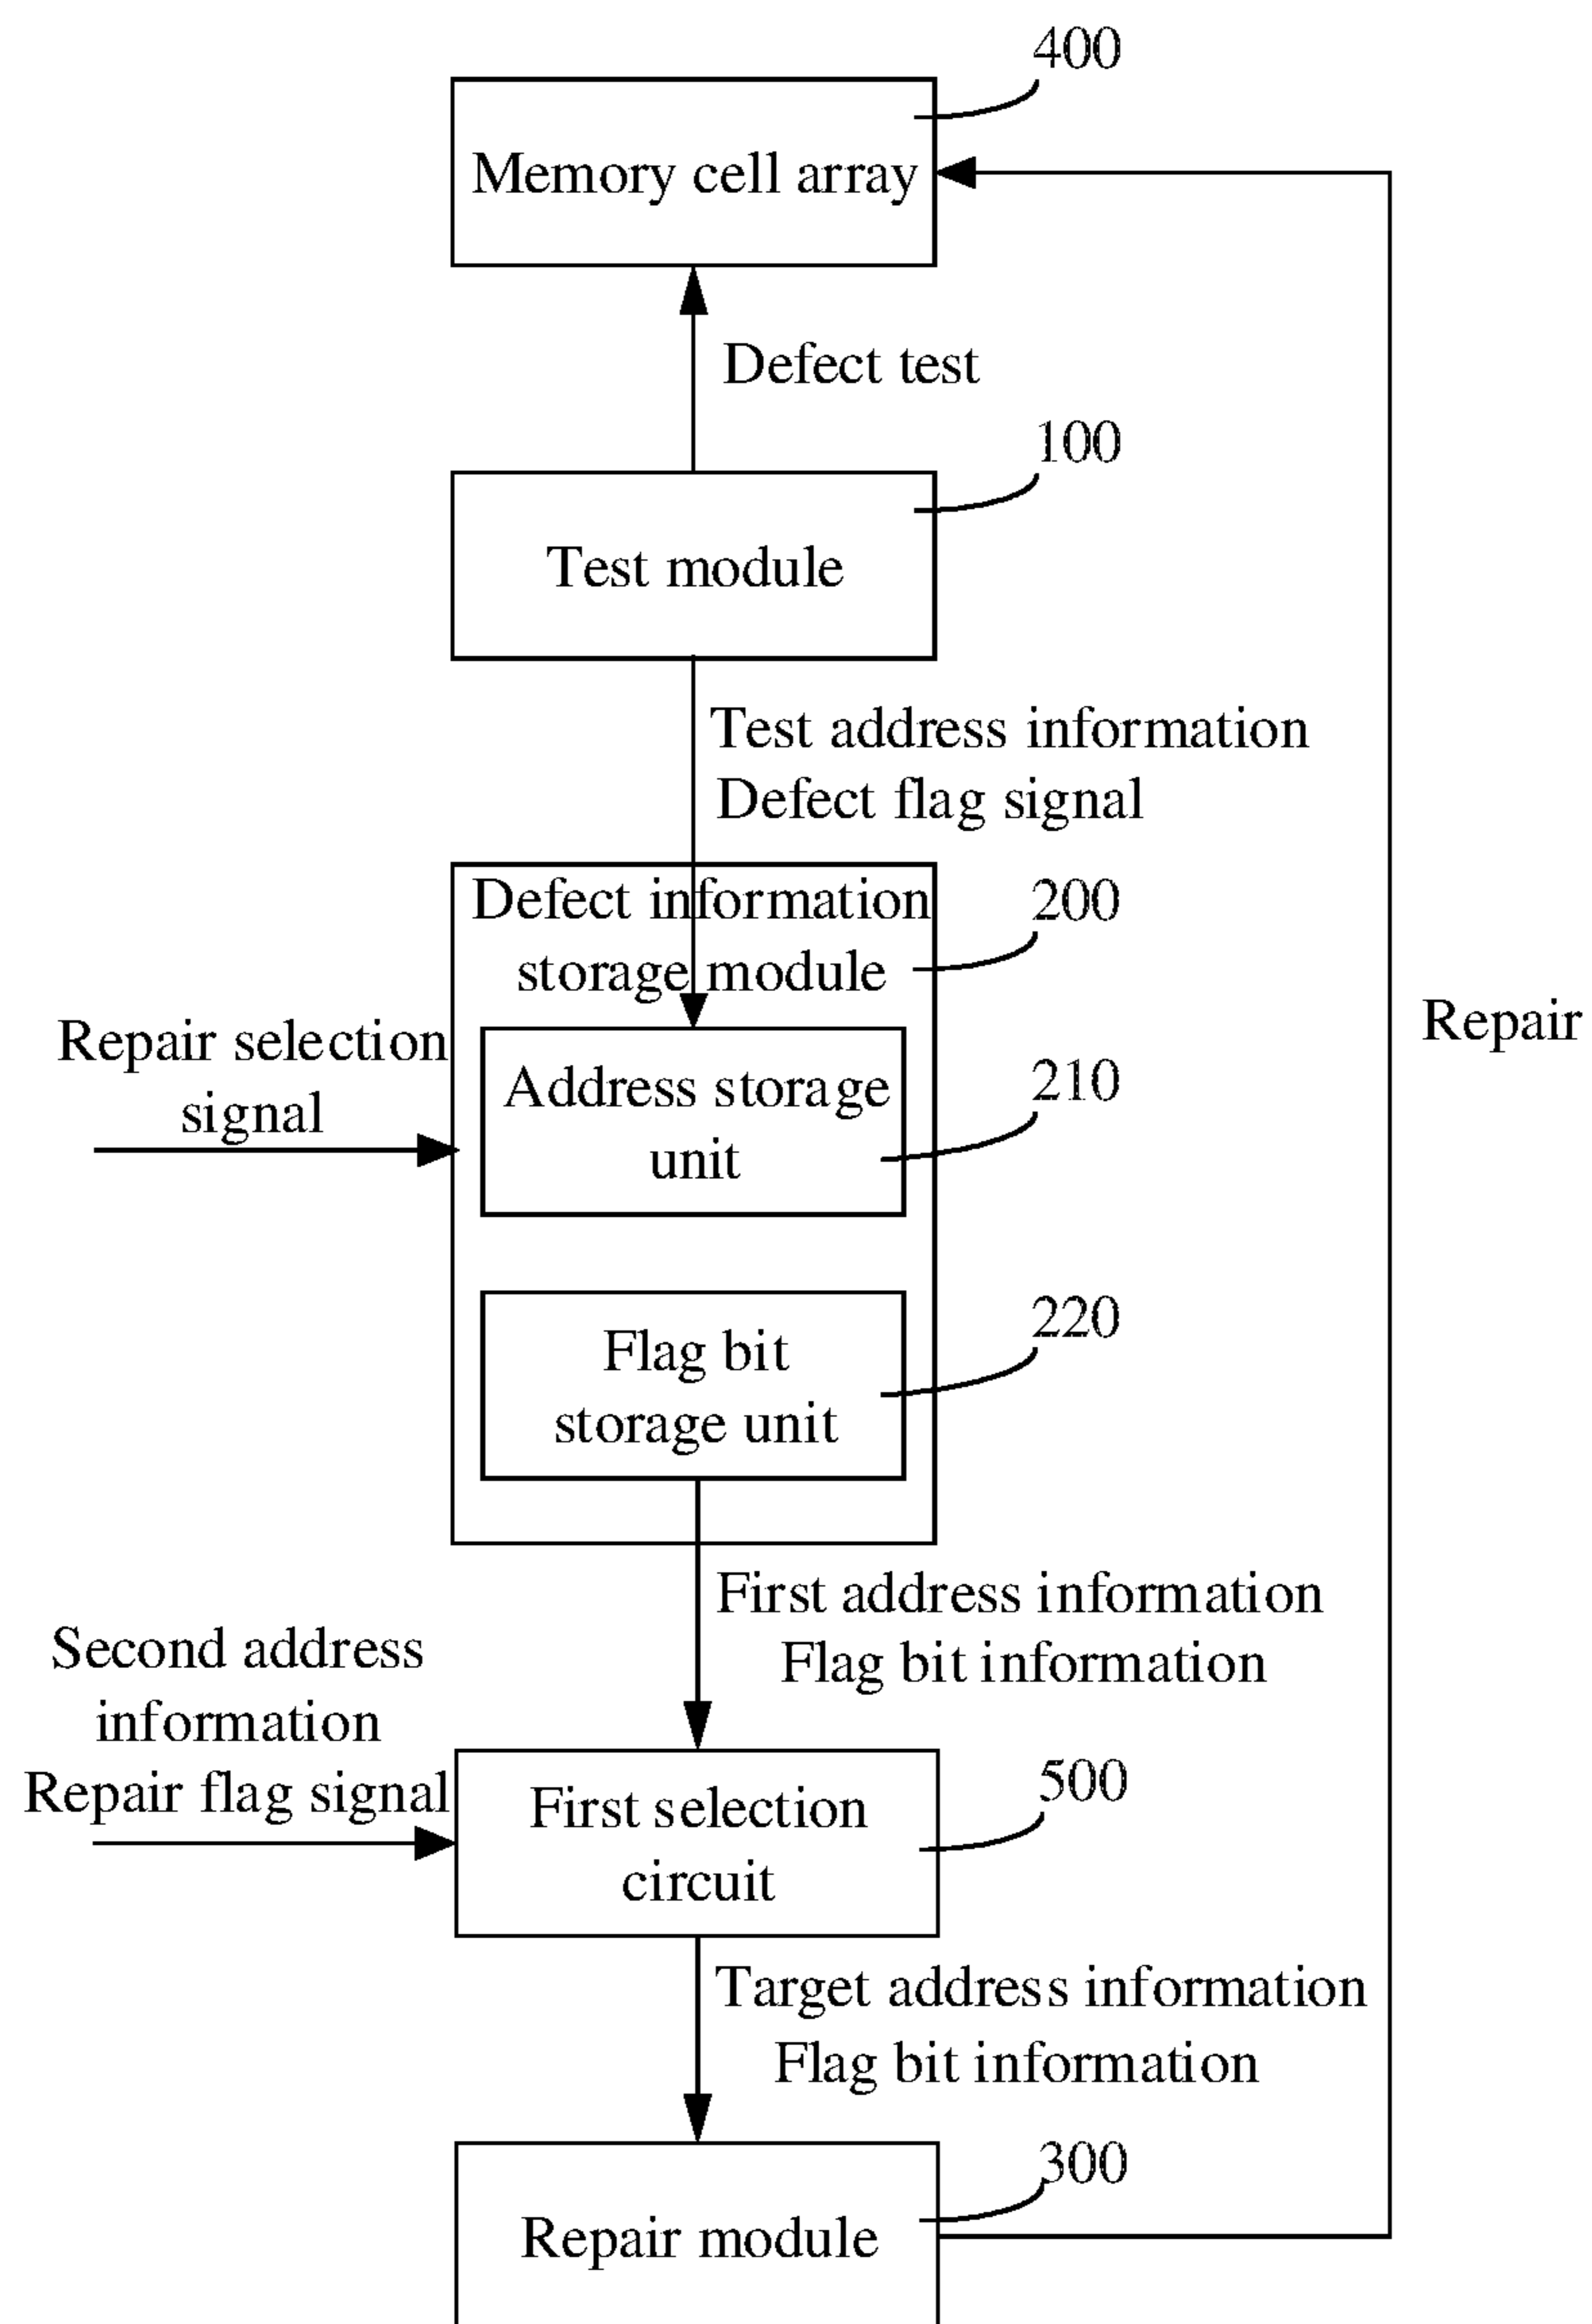 400
Memory cell array
Defect test
100
Test module
Test address information
Defect flag signal
Defect information
storage module
200
Repair selection
signal
Repair
Address storage
unit
210
Flag bit
storage unit
220
First address information
Flag bit information
Second address
information
Repair flag signal
First selection
circuit
500
Target address information
Flag bit information
300
Repair module